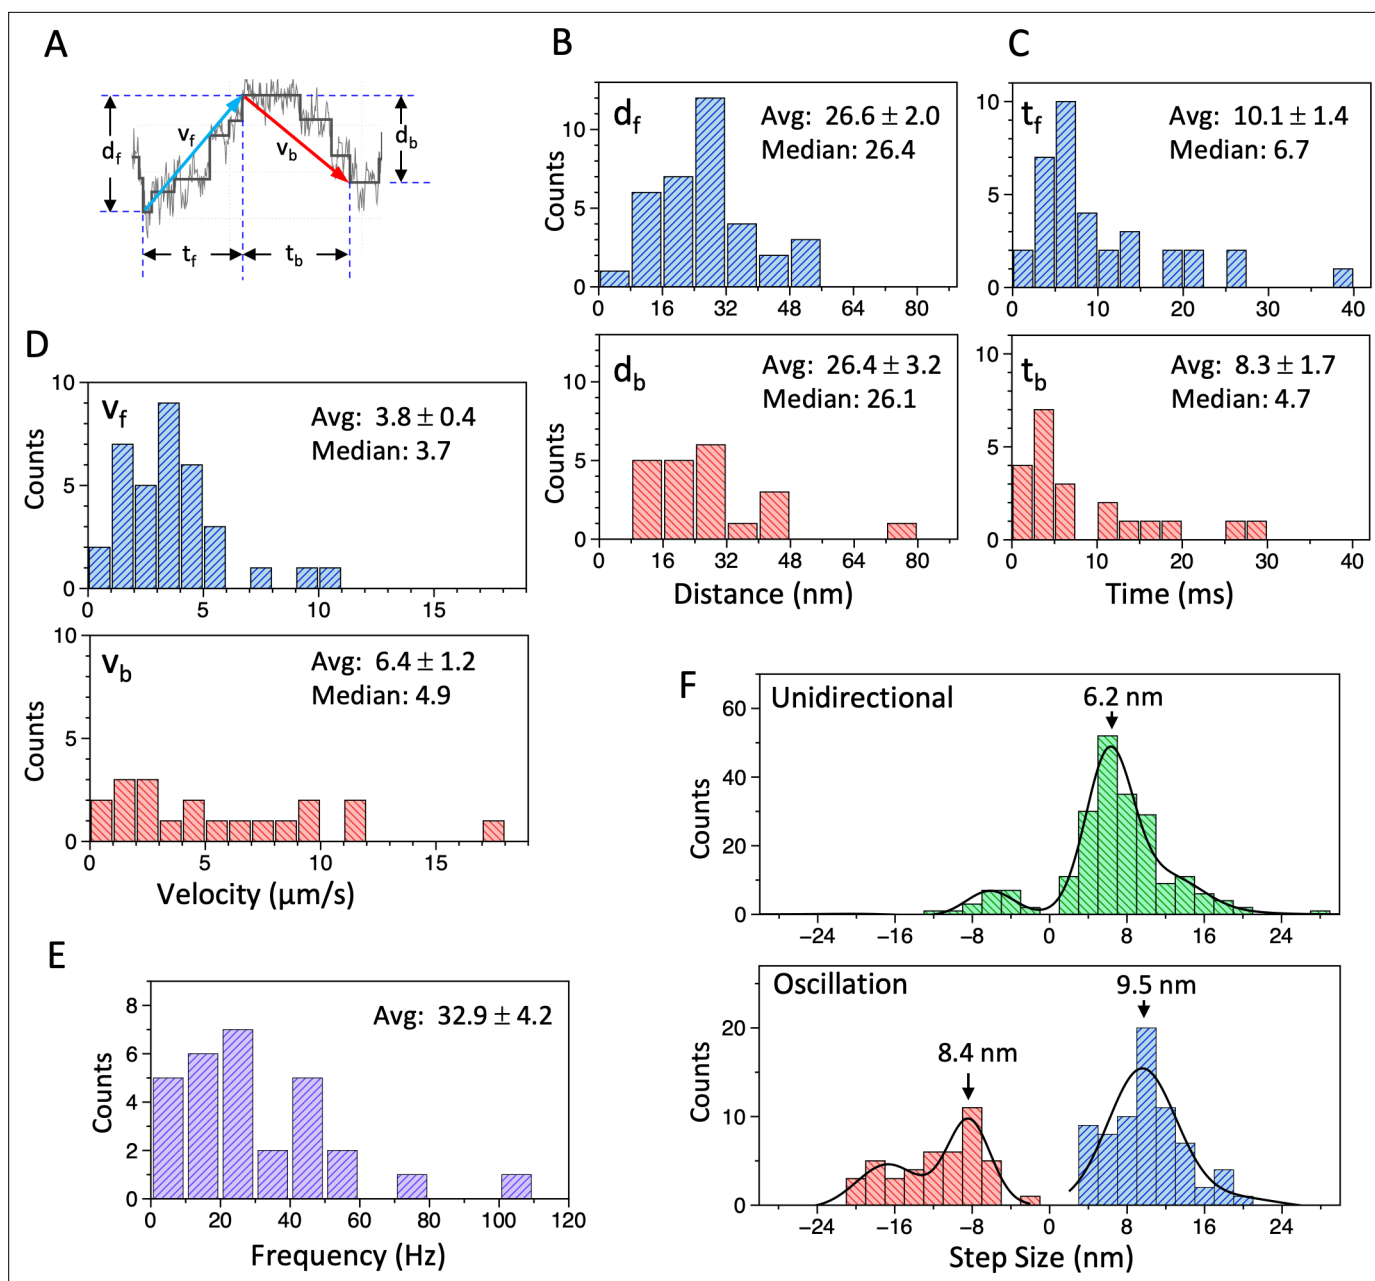 A
d_f
v_f
v_b
d_b
t_f
t_b
B
d_f
Avg: 26.6 ± 2.0
Median: 26.4
Counts
10
5
0
0 16 32 48 64 80
d_b
Avg: 26.4 ± 3.2
Median: 26.1
Counts
10
5
0
0 16 32 48 64 80
Distance (nm)
C
t_f
Avg: 10.1 ± 1.4
Median: 6.7
10
5
0
0 10 20 30 40
t_b
Avg: 8.3 ± 1.7
Median: 4.7
10
5
0
0 10 20 30 40
Time (ms)
D
v_f
Avg: 3.8 ± 0.4
Median: 3.7
Counts
10
5
0
0 5 10 15
v_b
Avg: 6.4 ± 1.2
Median: 4.9
Counts
10
5
0
0 5 10 15
Velocity (μm/s)
E
Avg: 32.9 ± 4.2
Counts
8
6
4
2
0
0 20 40 60 80 100 120
Frequency (Hz)
F
Unidirectional
6.2 nm
Counts
60
40
20
0
−24 −16 −8 0 8 16 24
Oscillation
9.5 nm
8.4 nm
Counts
20
10
0
−24 −16 −8 0 8 16 24
Step Size (nm)